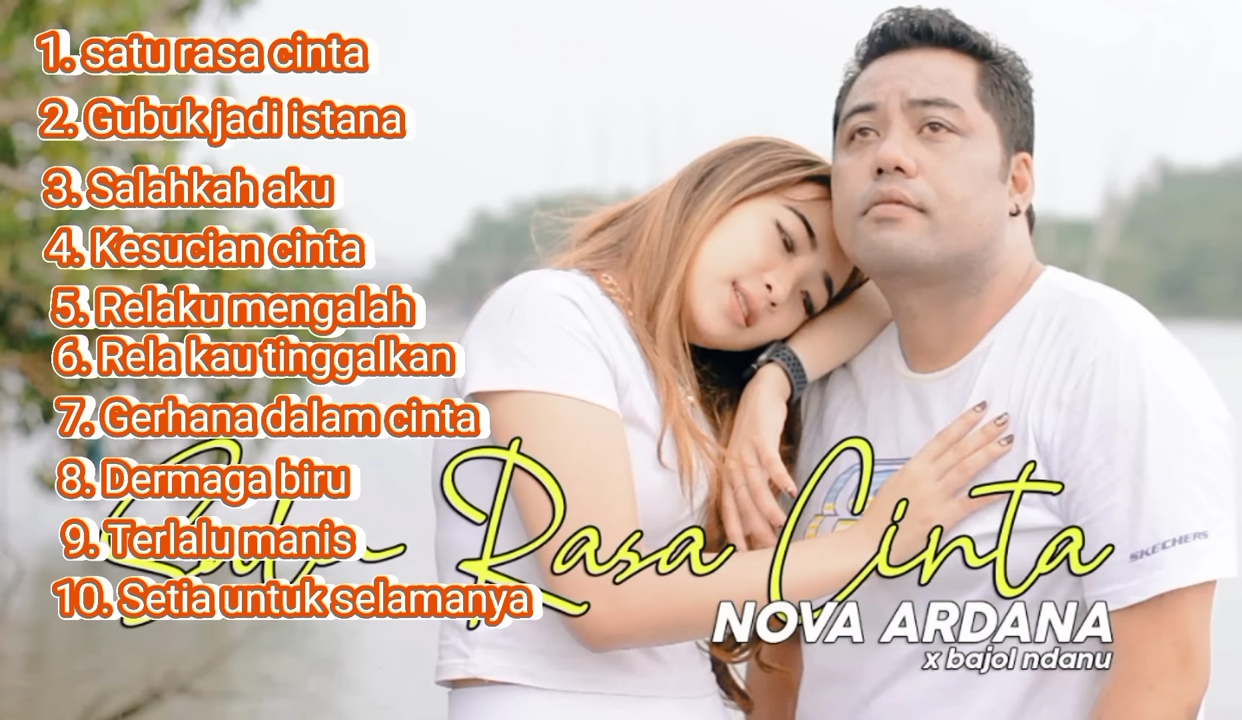 1. satu rasa cinta
2. Gubuk jadi istana
3. Salahkah aku
4. Kesucian cinta
5. Relaku mengalah
6. Rela kau tinggalkan
7. Gerhana dalam cinta
8. Dermaga biru
9. Terlalu manis
10. Setia untuk selamanya
Satu Rasa Cinta
SKECHERS
NOVA ARDANA
x bajol ndanu